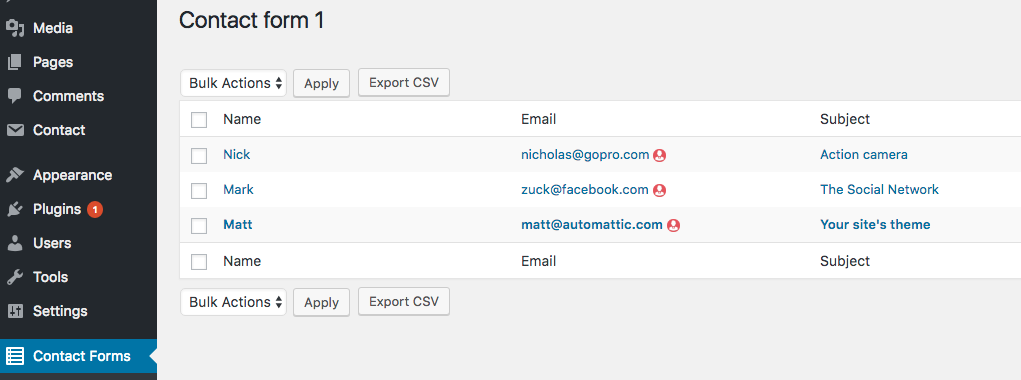 Contact form 1
Media
Pages
Comments
Contact
Appearance
Plugins 1
Users
Tools
Settings
Contact Forms
Bulk Actions Apply Export CSV
Name Email Subject
Nick nicholas@gopro.com Action camera
Mark zuck@facebook.com The Social Network
Matt matt@automattic.com Your site's theme
Name Email Subject
Bulk Actions Apply Export CSV